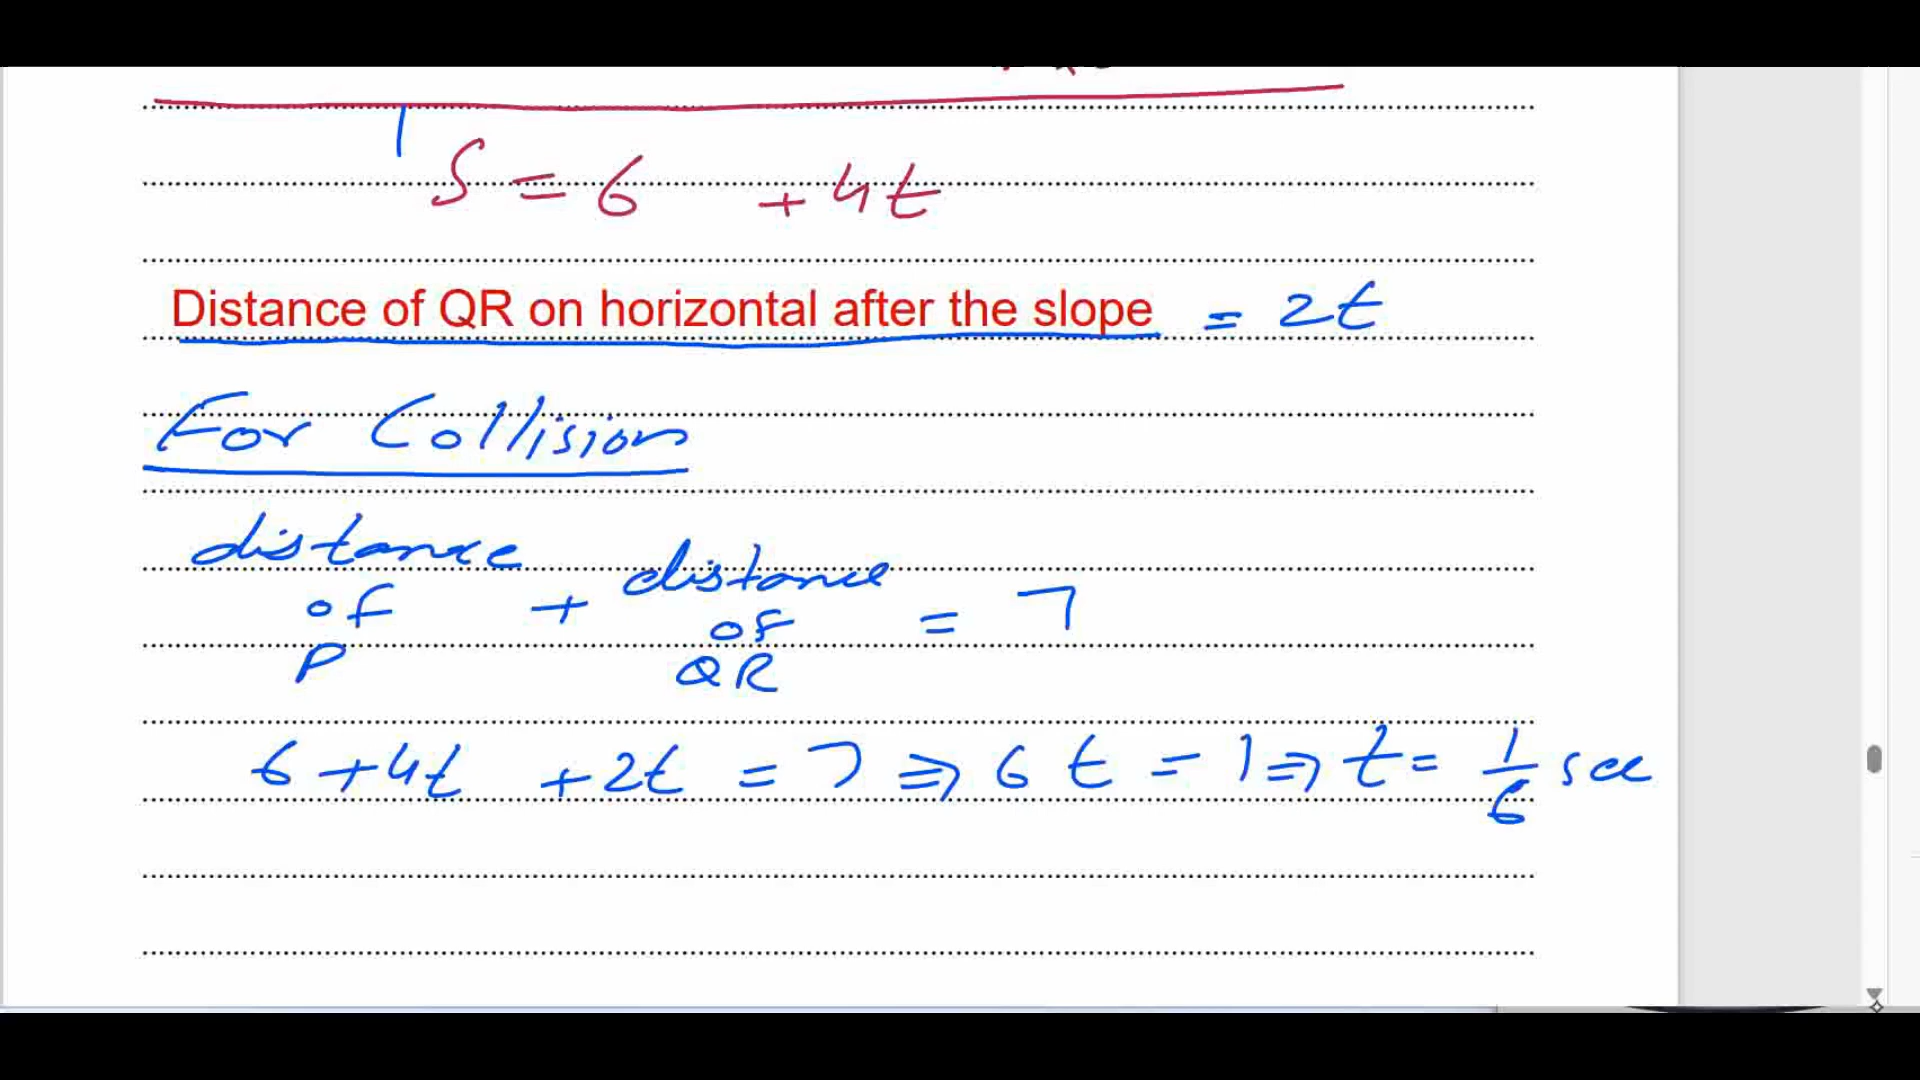 S = 6 + 4t
Distance of QR on horizontal after the slope = 2t
For Collision
distance of P + distance of QR = 7
6 + 4t + 2t = 7 ⇒ 6t = 1 ⇒ t = 1/6 sec